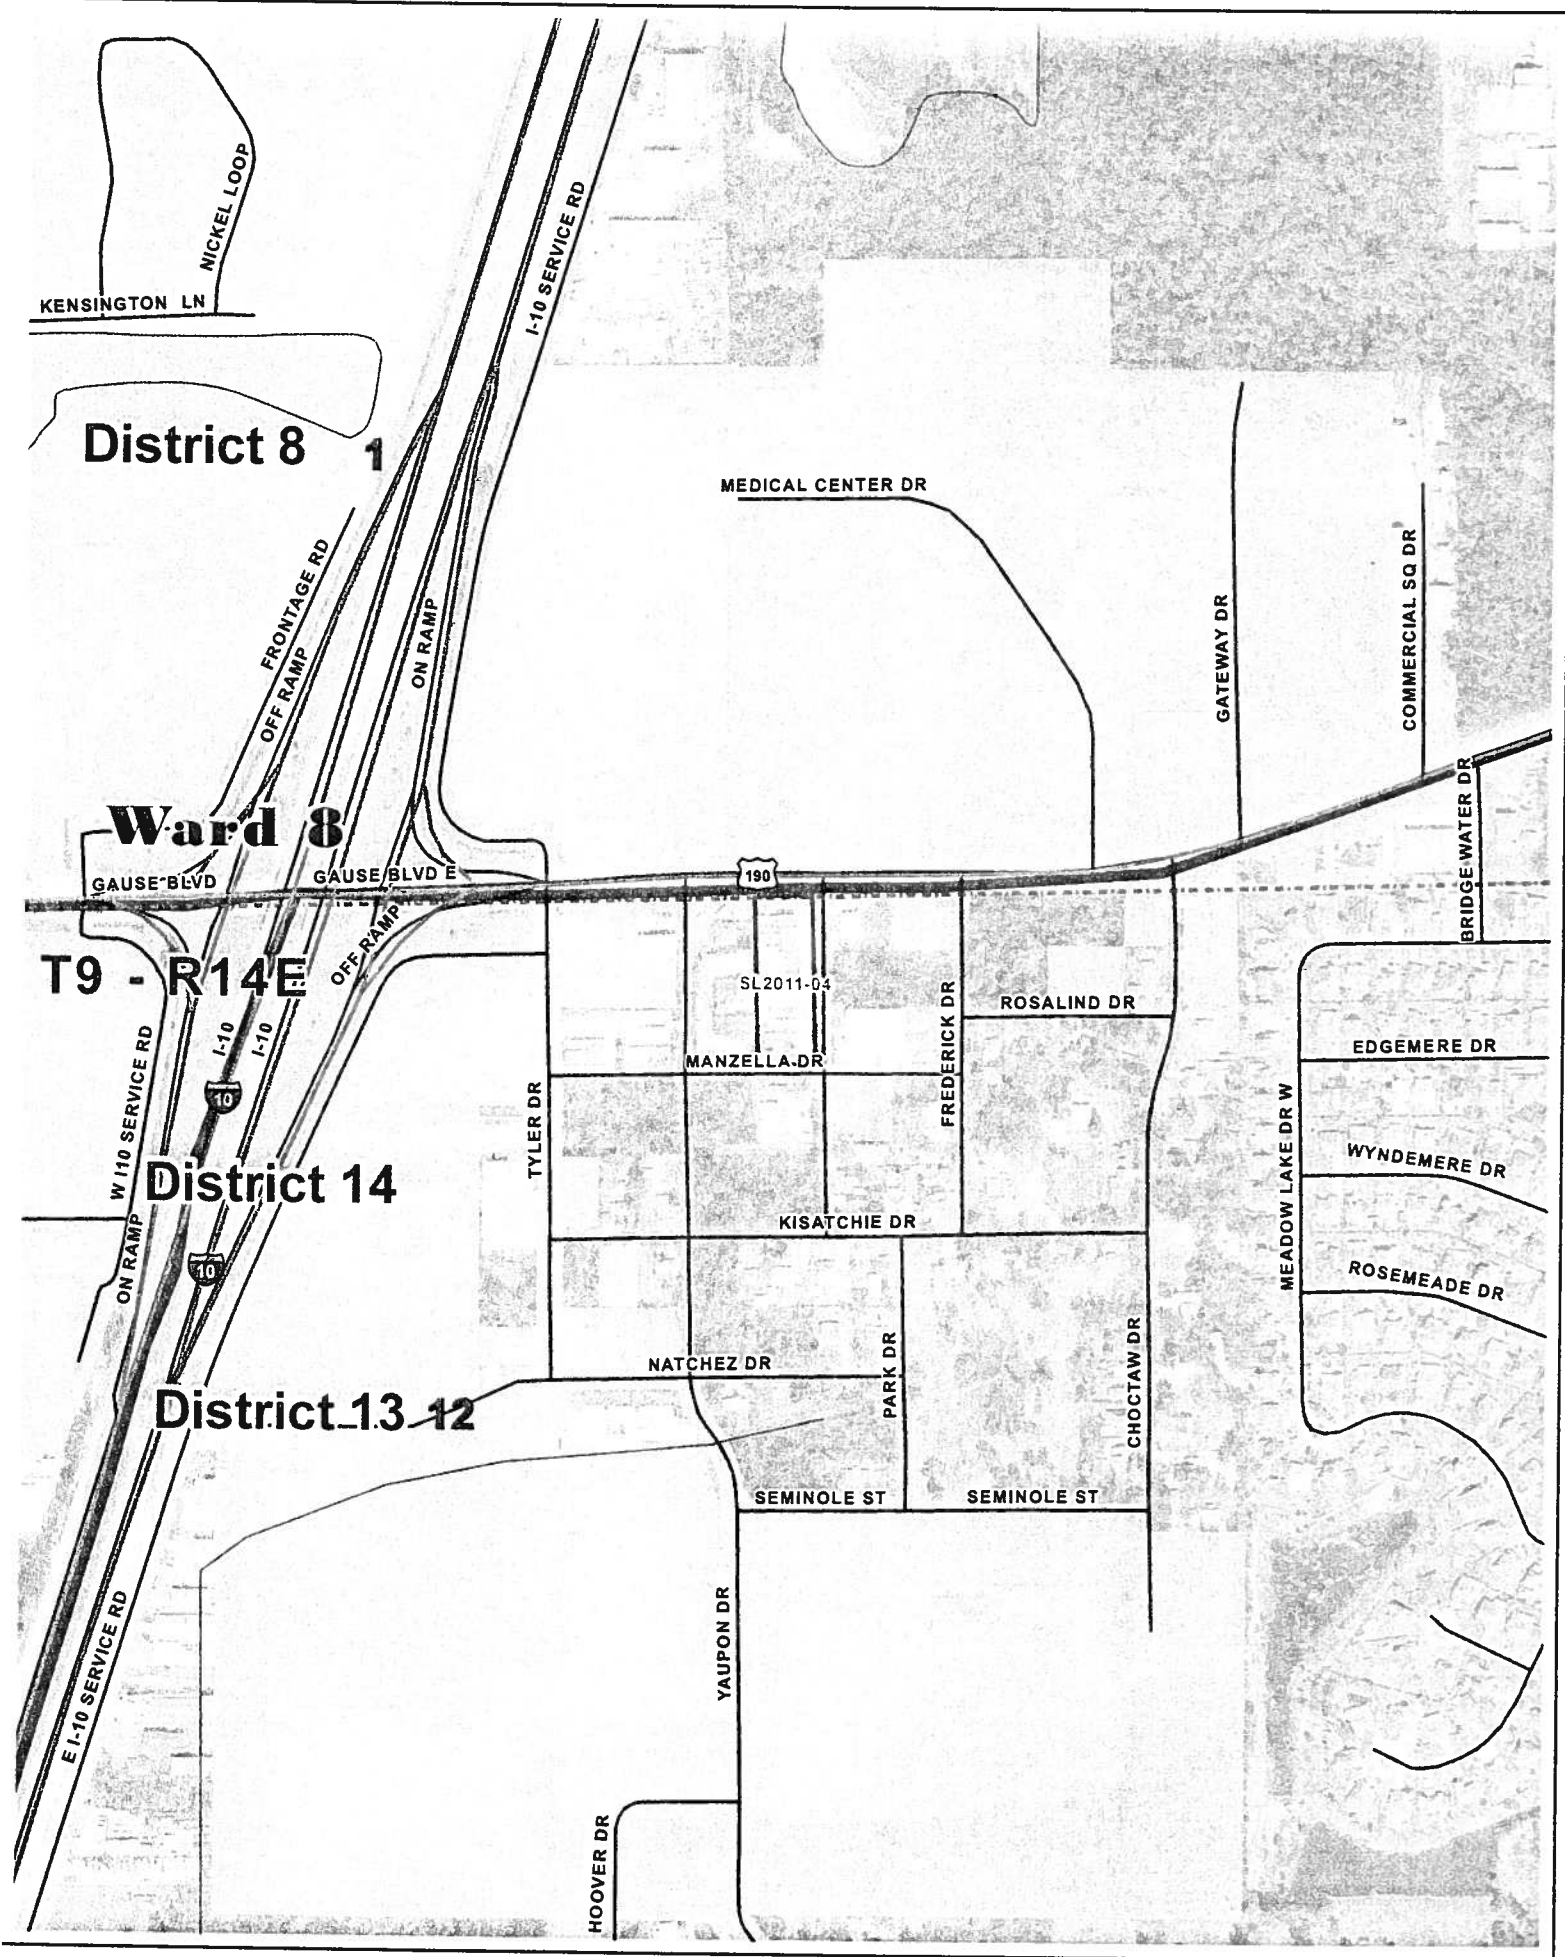 NICKEL LOOP
KENSINGTON LN
I-10 SERVICE RD
District 8
1
MEDICAL CENTER DR
FRONTAGE RD
OFF RAMP
ON RAMP
GATEWAY DR
COMMERCIAL SQ DR
BRIDGEWATER DR
Ward 8
GAUSE BLVD
GAUSE BLVD E
190
OFF RAMP
T9 - R14E
SL2011-04
I-10
I-10
FREDERICK DR
ROSALIND DR
EDGEMERE DR
MANZELLA DR
10
W I10 SERVICE RD
TYLER DR
MEADOW LAKE DR W
WYNDEMERE DR
District 14
KISATCHIE DR
ON RAMP
10
ROSEMEADE DR
NATCHEZ DR
PARK DR
CHOCTAW DR
District 13
12
SEMINOLE ST
SEMINOLE ST
YAUPON DR
E I-10 SERVICE RD
HOOVER DR